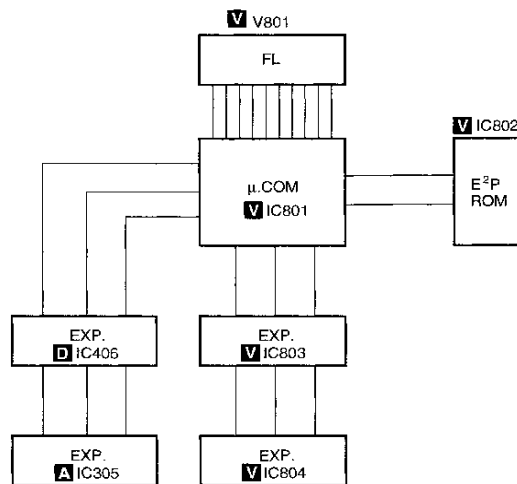 V V801
FL
V IC802
E²P
ROM
μ.COM
V IC801
EXP.
D IC406
EXP.
V IC803
EXP.
A IC305
EXP.
V IC804